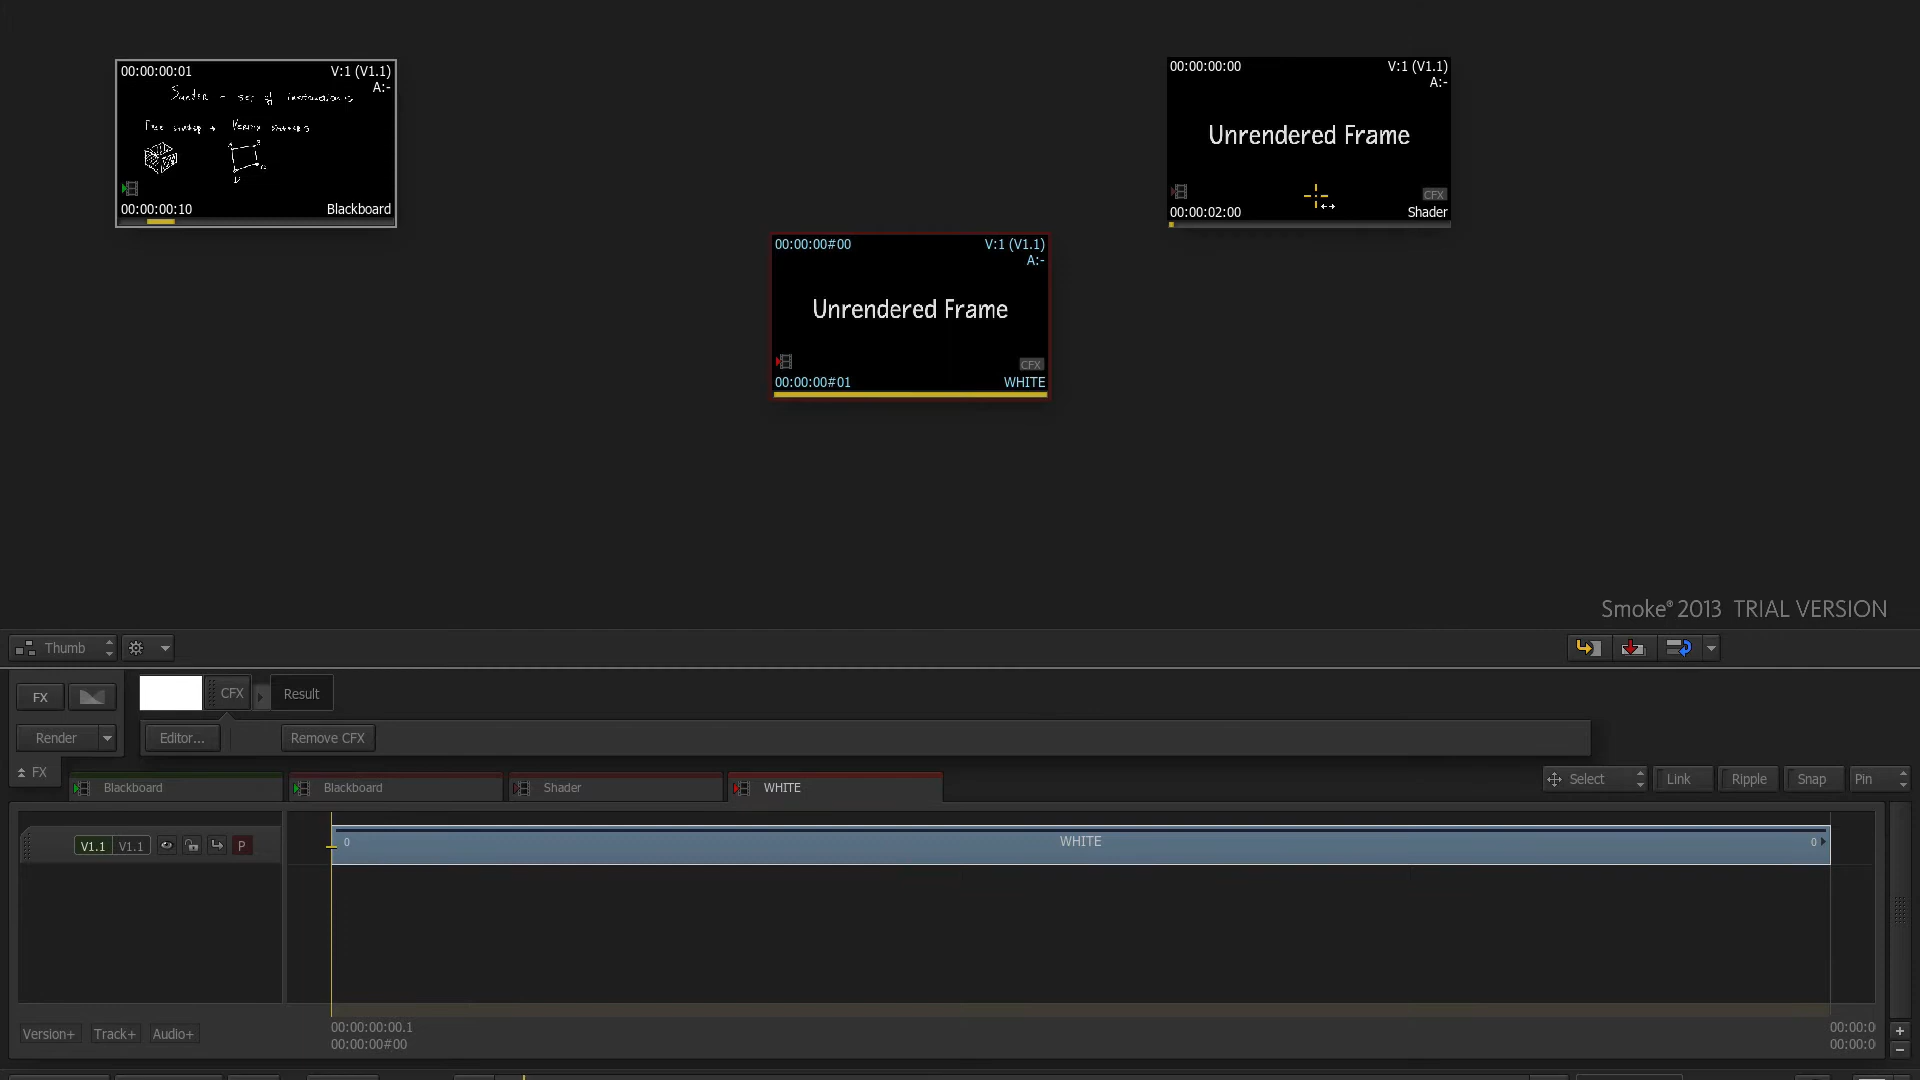 00:00:00:01 V:1 (V1.1)
A:-
00:00:00:10 Blackboard
00:00:00:00 V:1 (V1.1)
A:-
Unrendered Frame
CFX
00:00:02:00 Shader
00:00:00#00 V:1 (V1.1)
A:-
Unrendered Frame
CFX
00:00:00#01 WHITE
Smoke® 2013 TRIAL VERSION
Thumb
FX CFX Result
Render Editor... Remove CFX
FX
Blackboard Blackboard Shader WHITE Select Link Ripple Snap Pin
V1.1 V1.1 P 0 WHITE 0
Version+ Track+ Audio+
00:00:00:00.1 00:00:0
00:00:00#00 00:00:0